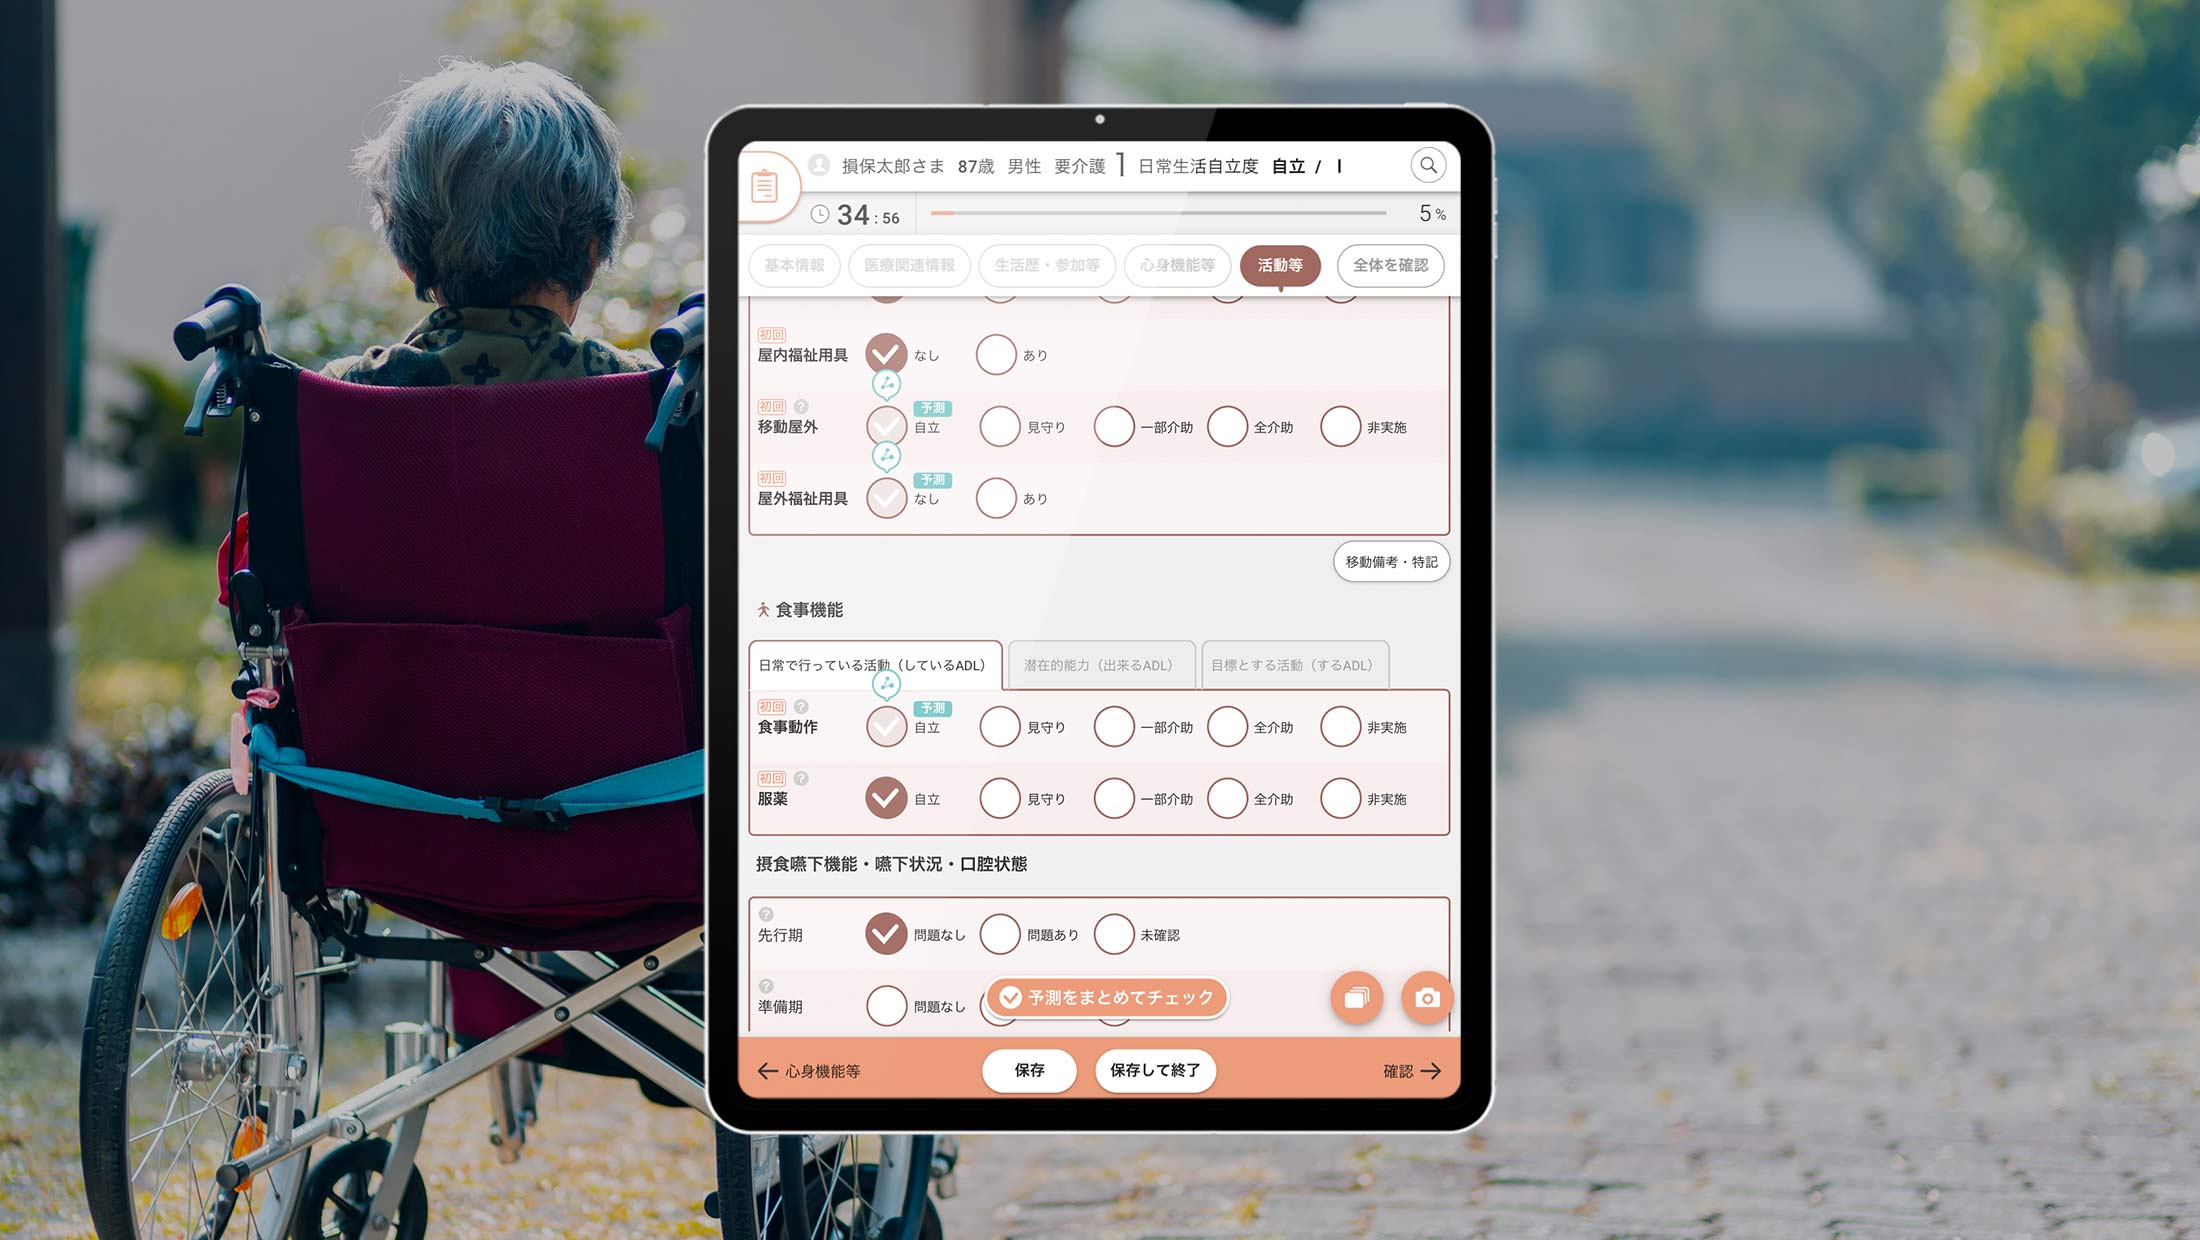 損保太郎さま 87歳 男性 要介護 1 日常生活自立度 自立 / Ⅰ
34 : 56 5 %
基本情報 医療関連情報 生活歴・参加等 心身機能等 活動等 全体を確認
初回
屋内福祉用具 なし あり
初回 ? 予測
移動屋外 自立 見守り 一部介助 全介助 非実施
初回 予測
屋外福祉用具 なし あり
移動備考・特記
食事機能
日常で行っている活動（しているADL） 潜在的能力（出来るADL） 目標とする活動（するADL）
初回 ? 予測
食事動作 自立 見守り 一部介助 全介助 非実施
初回 ?
服薬 自立 見守り 一部介助 全介助 非実施
摂食嚥下機能・嚥下状況・口腔状態
?
先行期 問題なし 問題あり 未確認
?
準備期 問題なし 予測をまとめてチェック
← 心身機能等 保存 保存して終了 確認 →